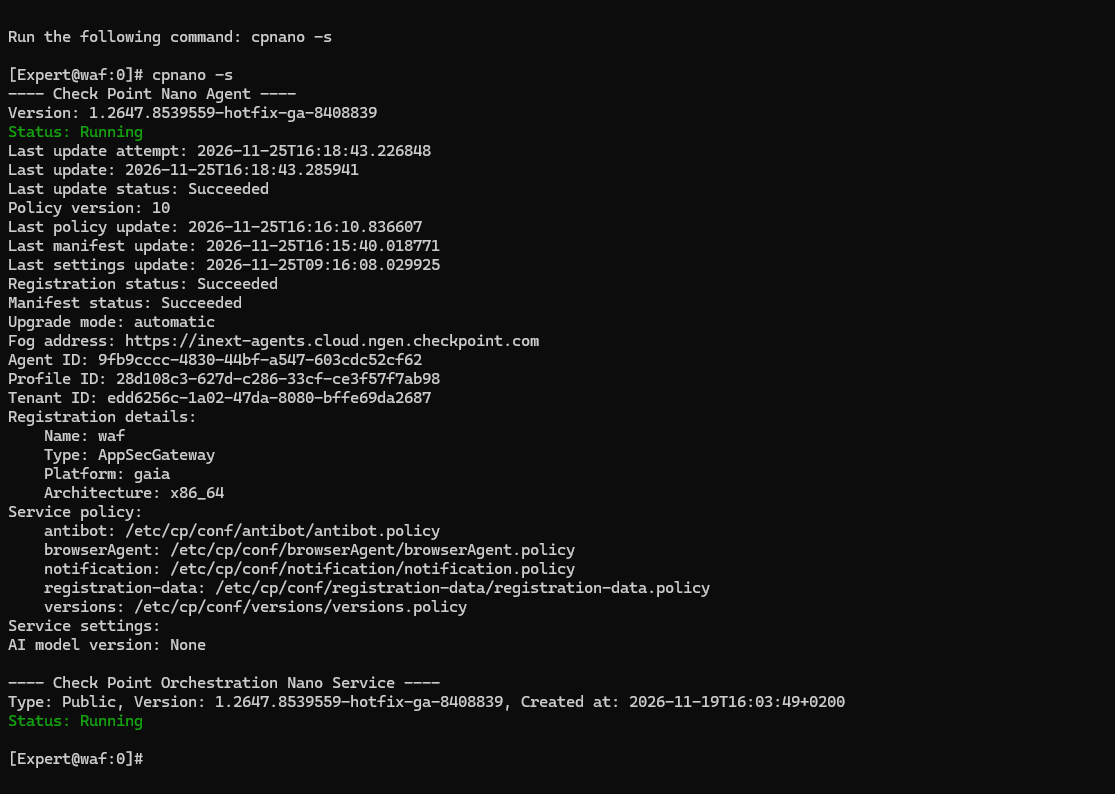 Run the following command: cpnano -s
[Expert@waf:0]# cpnano -s
---- Check Point Nano Agent ----
Version: 1.2647.8539559-hotfix-ga-8408839
Status: Running
Last update attempt: 2026-11-25T16:18:43.226848
Last update: 2026-11-25T16:18:43.285941
Last update status: Succeeded
Policy version: 10
Last policy update: 2026-11-25T16:16:10.836607
Last manifest update: 2026-11-25T16:15:40.018771
Last settings update: 2026-11-25T09:16:08.029925
Registration status: Succeeded
Manifest status: Succeeded
Upgrade mode: automatic
Fog address: https://inext-agents.cloud.ngen.checkpoint.com
Agent ID: 9fb9cccc-4830-44bf-a547-603cdc52cf62
Profile ID: 28d108c3-627d-c286-33cf-ce3f57f7ab98
Tenant ID: edd6256c-1a02-47da-8080-bffe69da2687
Registration details:
    Name: waf
    Type: AppSecGateway
    Platform: gaia
    Architecture: x86_64
Service policy:
    antibot: /etc/cp/conf/antibot/antibot.policy
    browserAgent: /etc/cp/conf/browserAgent/browserAgent.policy
    notification: /etc/cp/conf/notification/notification.policy
    registration-data: /etc/cp/conf/registration-data/registration-data.policy
    versions: /etc/cp/conf/versions/versions.policy
Service settings:
AI model version: None
---- Check Point Orchestration Nano Service ----
Type: Public, Version: 1.2647.8539559-hotfix-ga-8408839, Created at: 2026-11-19T16:03:49+0200
Status: Running
[Expert@waf:0]#